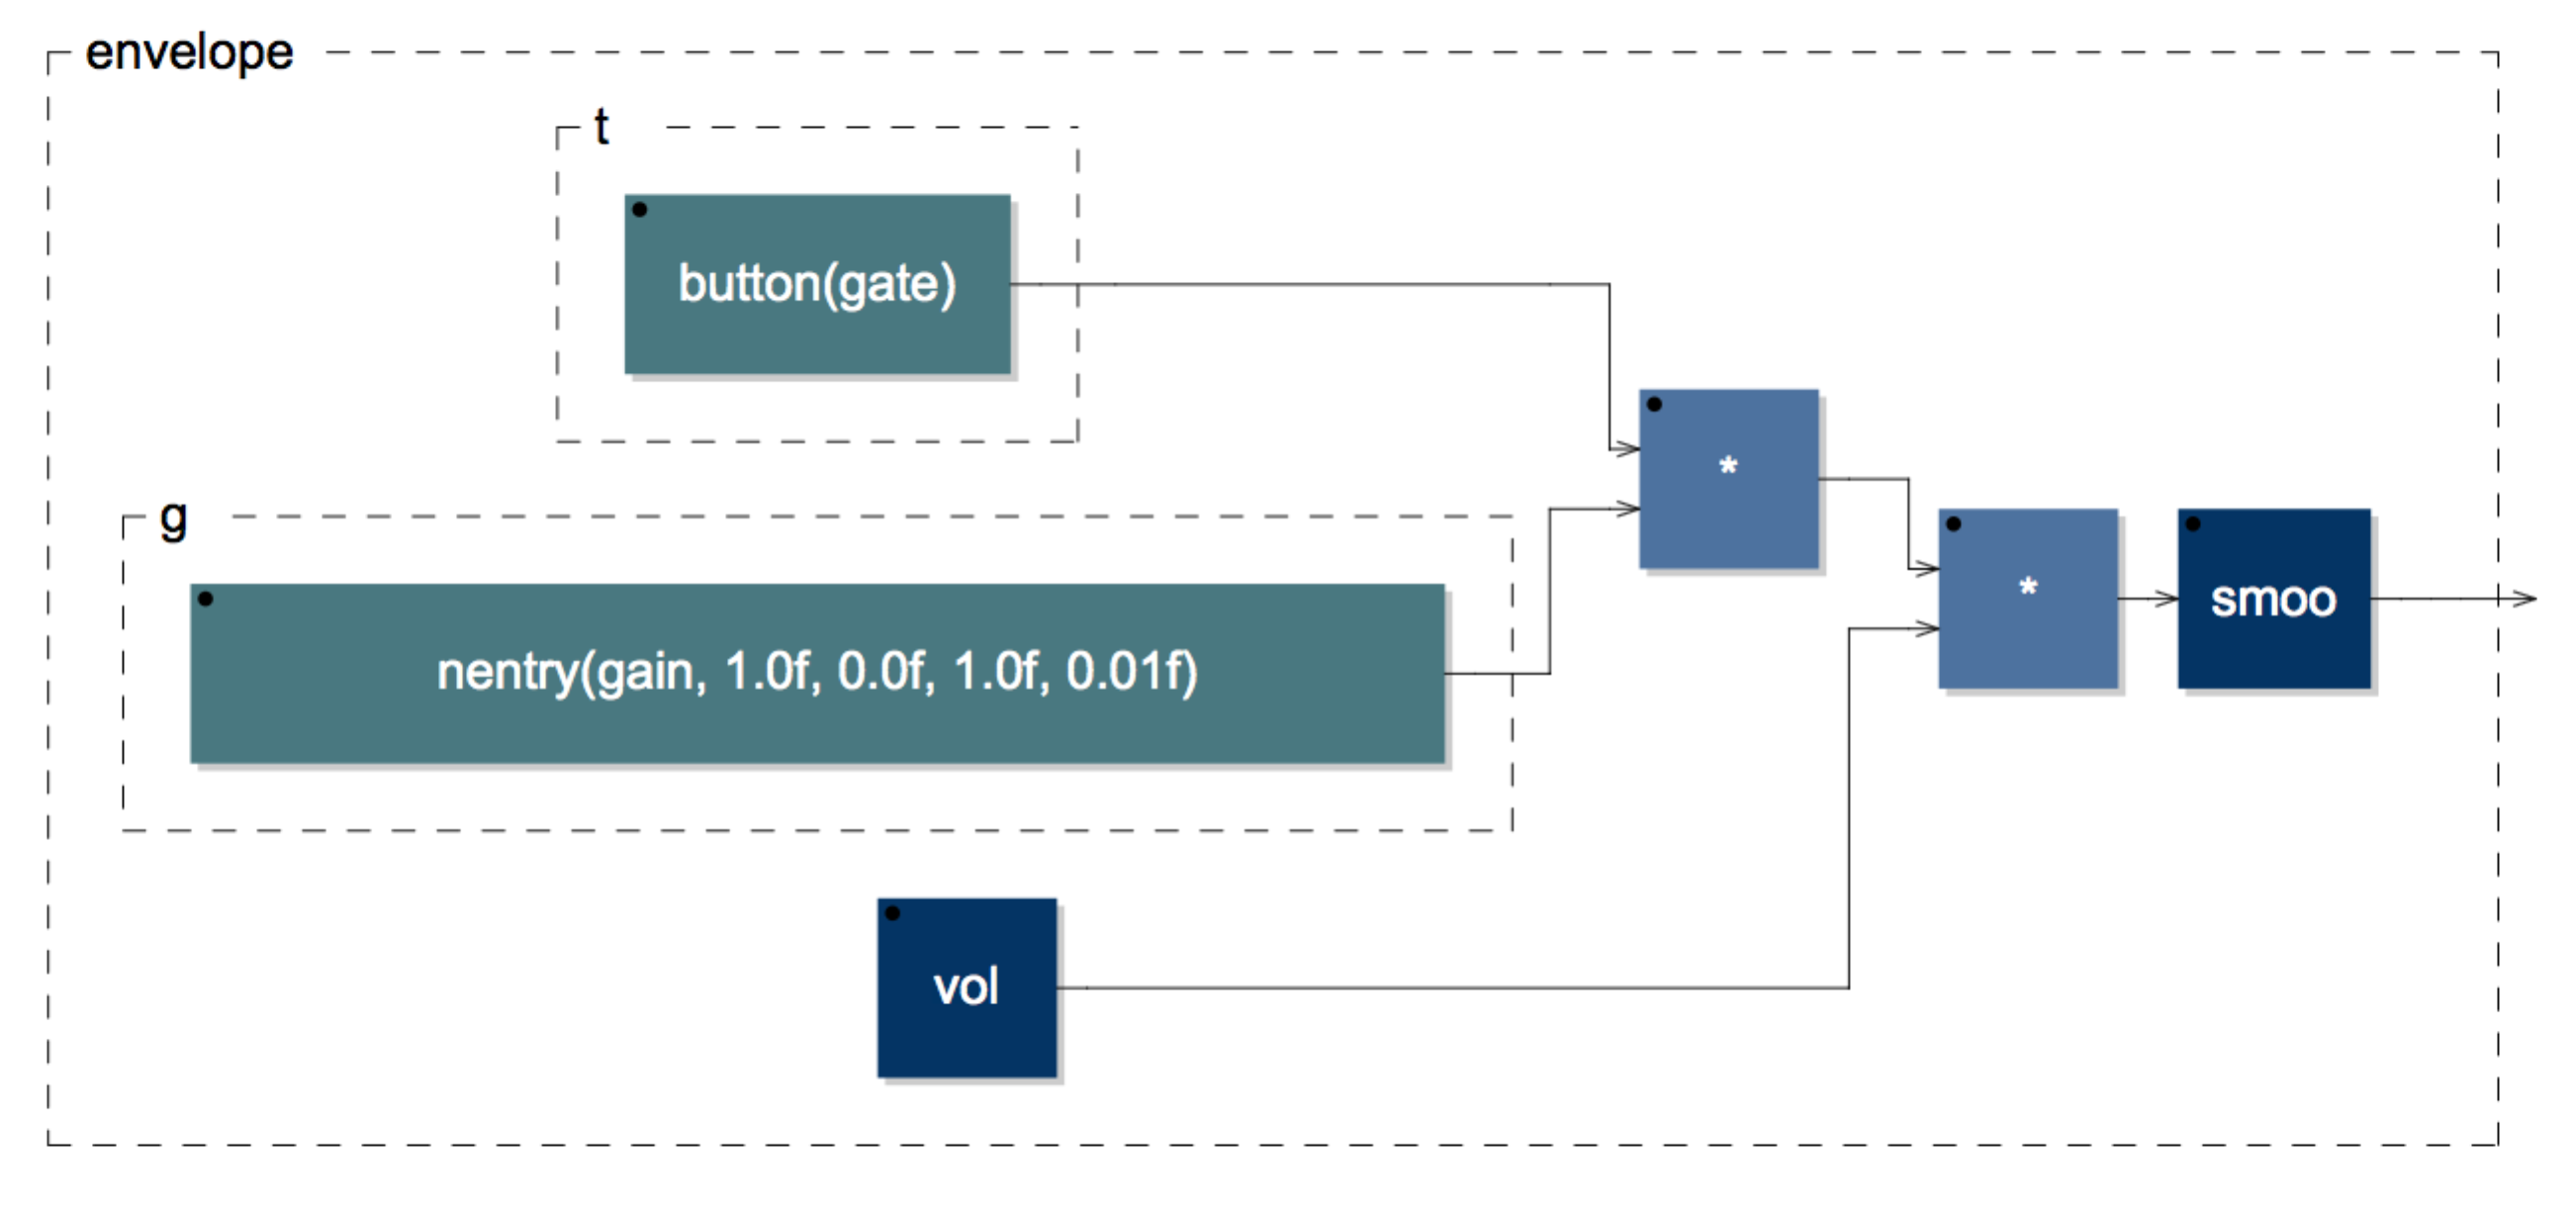 envelope
t
button(gate)
*
g
nentry(gain, 1.0f, 0.0f, 1.0f, 0.01f)
*
smoo
vol